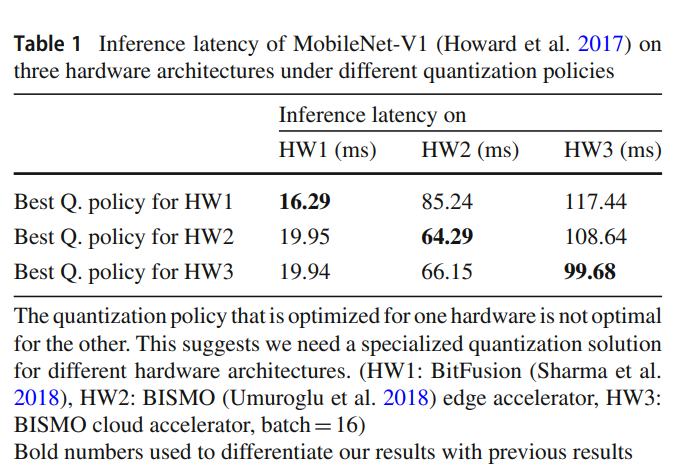 Table 1 Inference latency of MobileNet-V1 (Howard et al. 2017) on
three hardware architectures under different quantization policies
Inference latency on
HW1 (ms) HW2 (ms) HW3 (ms)
Best Q. policy for HW1 16.29 85.24 117.44
Best Q. policy for HW2 19.95 64.29 108.64
Best Q. policy for HW3 19.94 66.15 99.68
The quantization policy that is optimized for one hardware is not optimal
for the other. This suggests we need a specialized quantization solution
for different hardware architectures. (HW1: BitFusion (Sharma et al.
2018), HW2: BISMO (Umuroglu et al. 2018) edge accelerator, HW3:
BISMO cloud accelerator, batch = 16)
Bold numbers used to differentiate our results with previous results